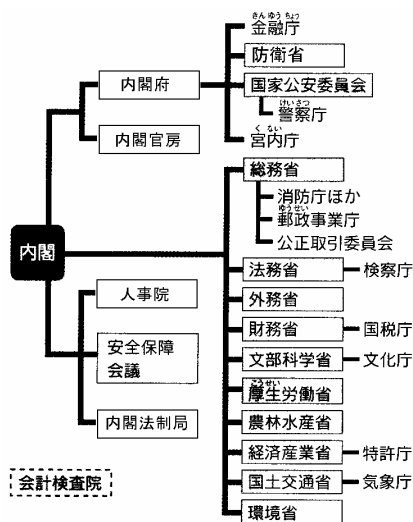 きんゆうちょう
金融庁
防衛省
国家公安委員会
けいさつ
警察庁
くない
宮内庁
内閣府
内閣官房
内閣
人事院
安全保障
会議
内閣法制局
会計検査院
総務省
消防庁ほか
ゆうせい
郵政事業庁
公正取引委員会
法務省
検察庁
外務省
財務省
国税庁
文部科学省
文化庁
こうせい
厚生労働省
農林水産省
経済産業省
特許庁
国土交通省
気象庁
環境省